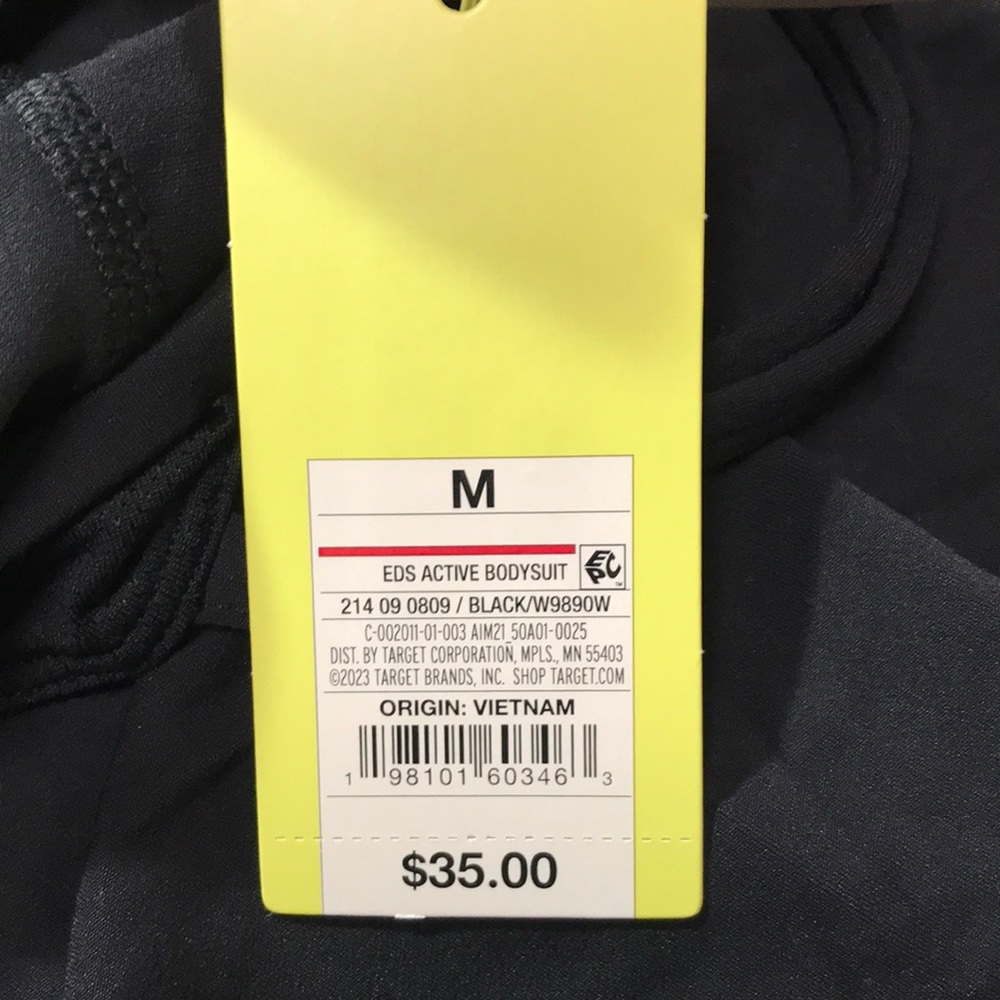 M
EPC
EDS ACTIVE BODYSUIT
214 09 0809 / BLACK/W9890W
C-002011-01-003 AIM21_50A01-0025
DIST. BY TARGET CORPORATION, MPLS., MN 55403
©2023 TARGET BRANDS, INC. SHOP TARGET.COM
ORIGIN: VIETNAM
1 98101 60346 3
$35.00